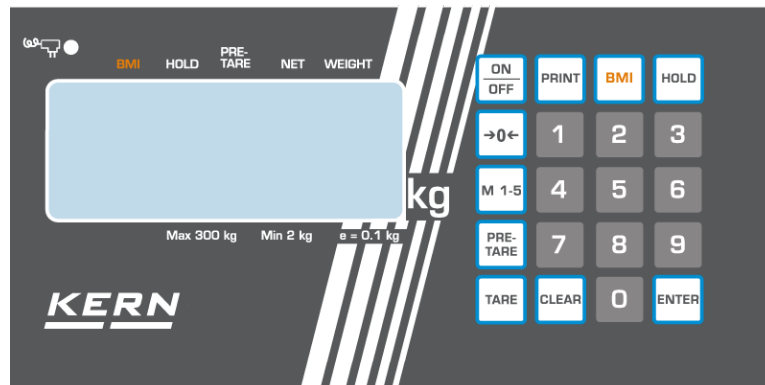 BMI HOLD PRE-TARE NET WEIGHT
kg
Max 300 kg Min 2 kg e = 0.1 kg
KERN
ON OFF PRINT BMI HOLD
→0← 1 2 3
M 1-5 4 5 6
PRE-TARE 7 8 9
TARE CLEAR 0 ENTER